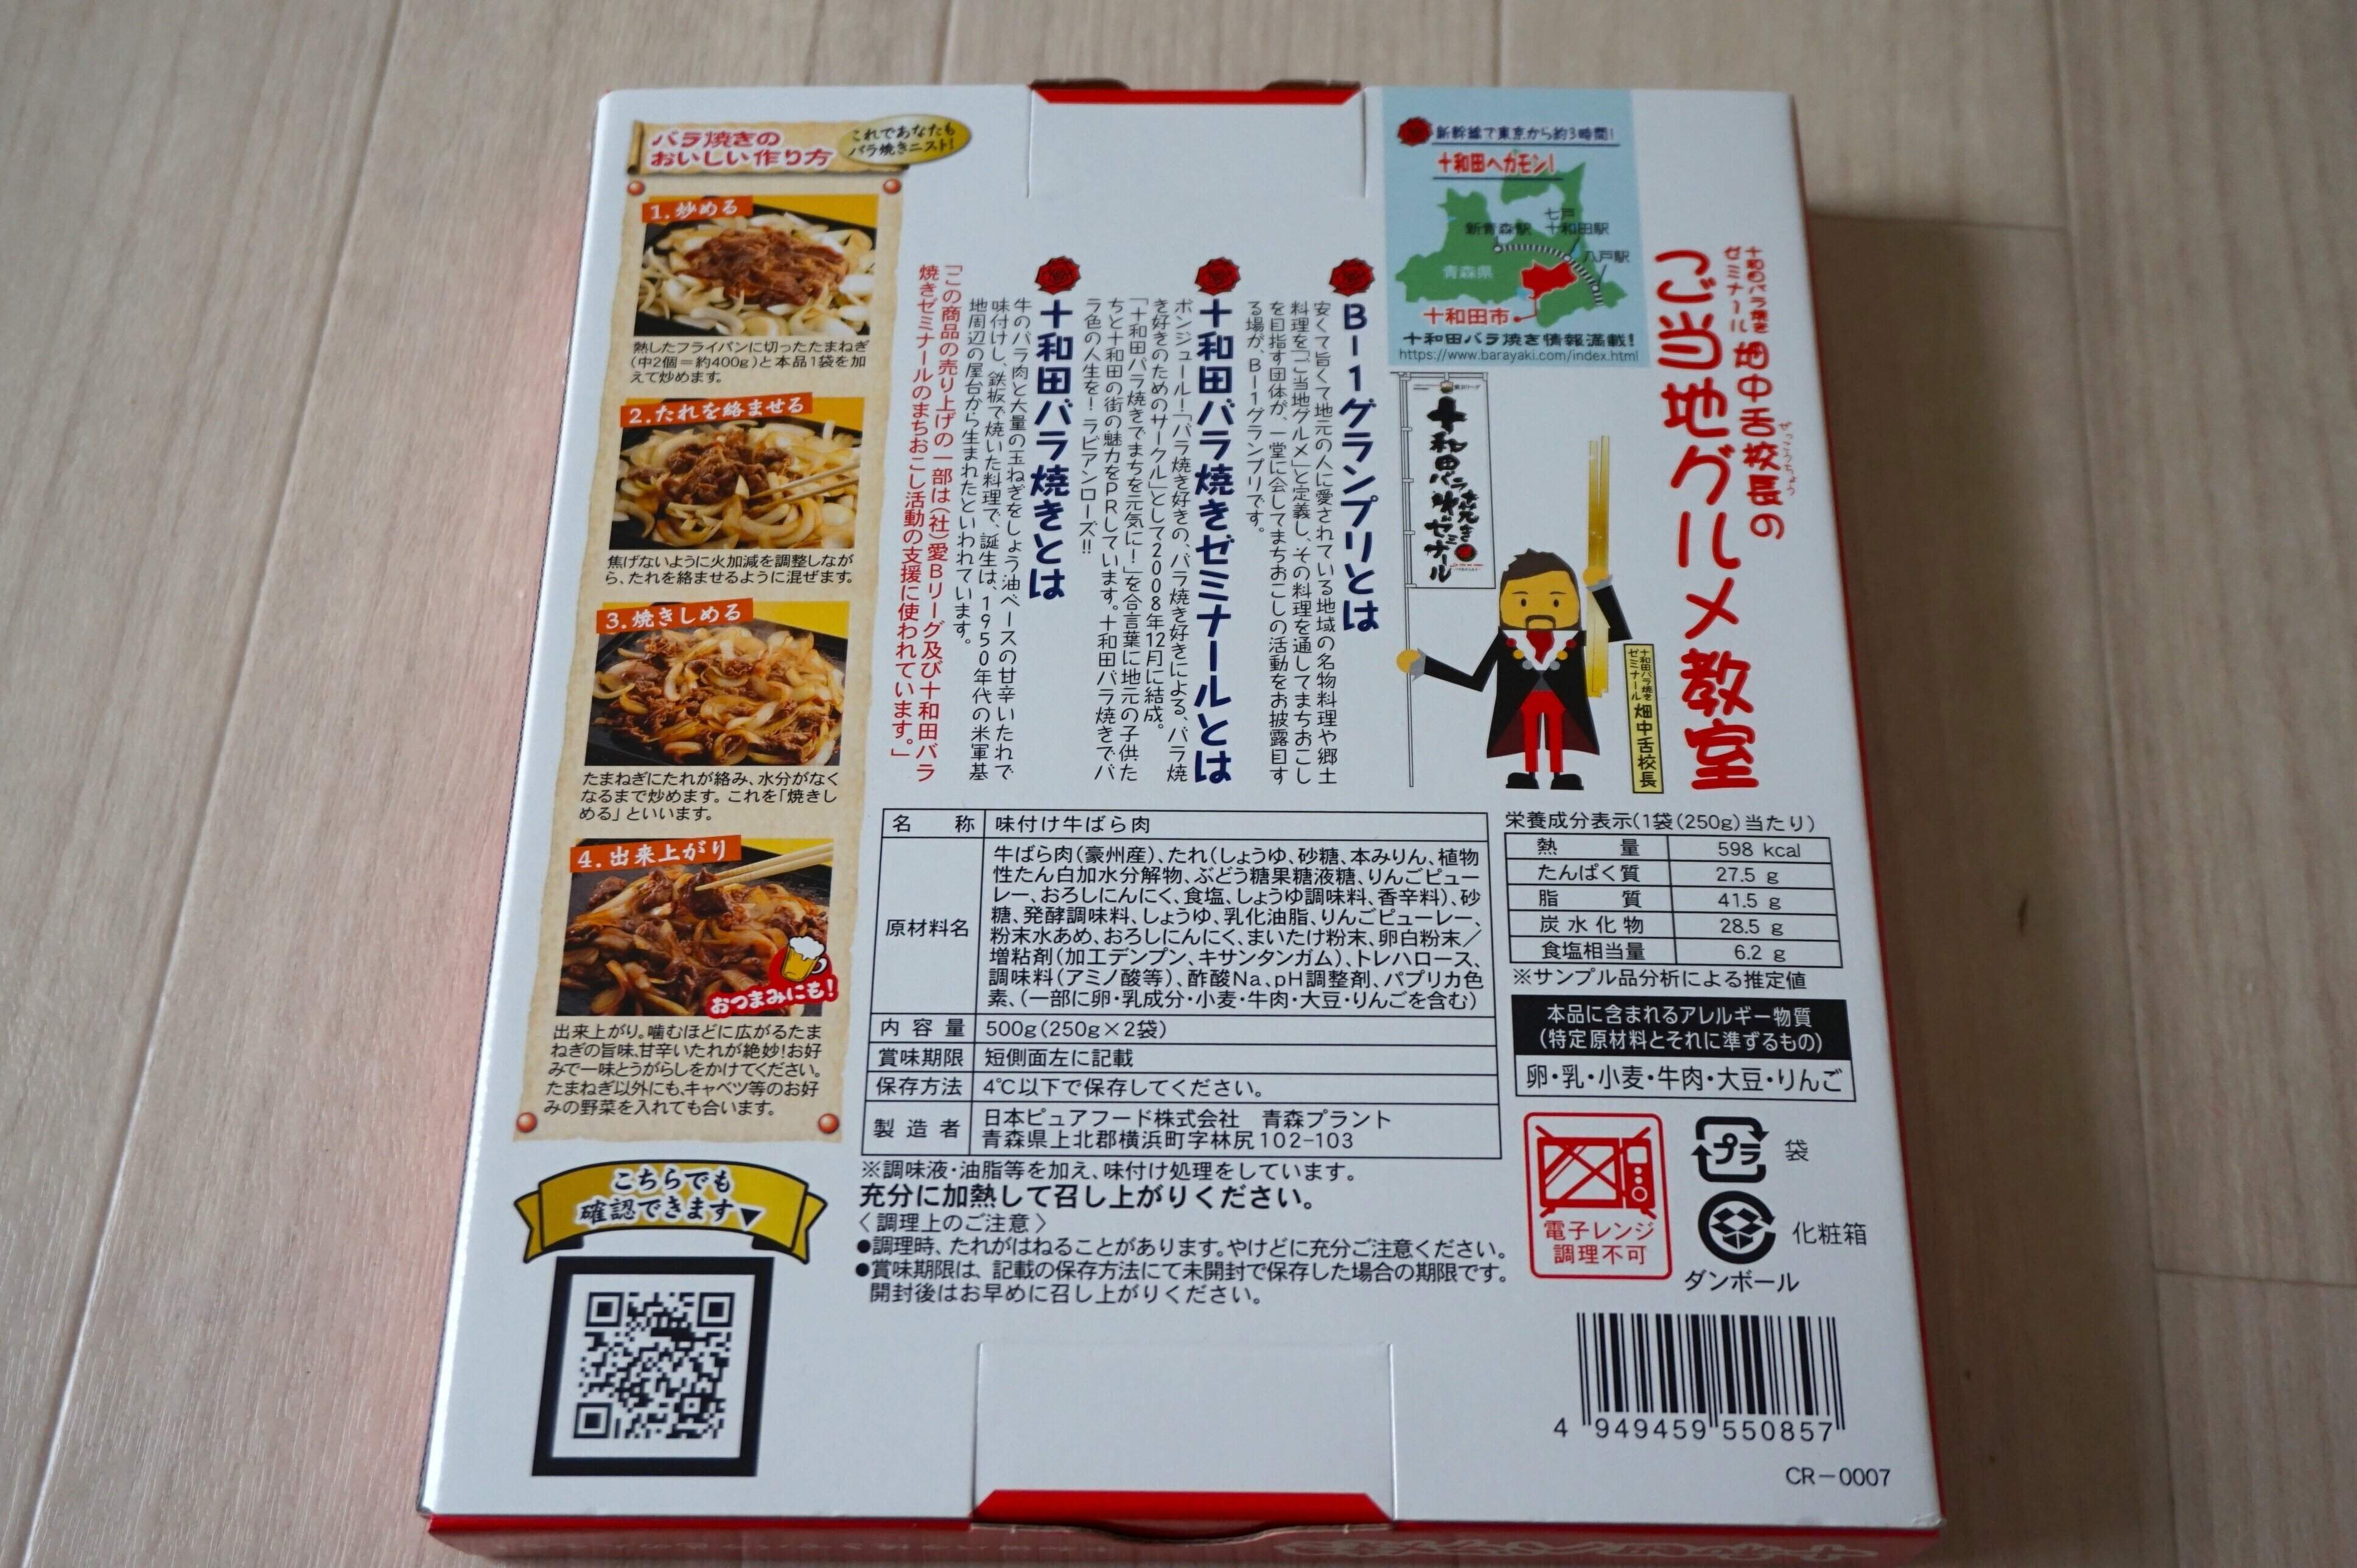 バラ焼きの
おいしい作り方
これであなたも
バラ焼きニスト!
1.炒める
熱したフライパンに切ったたまねぎ
(中2個=約400g)と本品1袋を加
えて炒めます。
2.たれを絡ませる
焦げないように火加減を調整しなが
ら、たれを絡ませるように混ぜます。
3.焼きしめる
たまねぎにたれが絡み、水分がなく
なるまで炒めます。これを「焼きし
める」といいます。
4.出来上がり
おつまみにも!
出来上がり。噛むほどに広がるたま
ねぎの旨味、甘辛いたれが絶妙!お好
みで一味とうがらしをかけてください。
たまねぎ以外にも、キャベツ等のお好
みの野菜を入れても合います。
こちらでも
確認できます▼
十和田バラ焼き
ゼミナール 畑中舌校長の
ぜっこうちょう
ご当地グルメ教室
新幹線で東京から約3時間!
十和田へカモン!
七戸
十和田駅
新青森駅
八戸駅
青森県
十和田市
十和田バラ焼き情報満載!
https://www.barayaki.com/index.html
十和田バラ焼きゼミナール
十和田バラ焼き
ゼミナール 畑中舌校長
B-1グランプリとは
安くて旨くて地元の人に愛されている地域の名物料理や郷土
料理を「ご当地グルメ」と定義し、その料理を通してまちおこし
を目指す団体が、一堂に会してまちおこしの活動をお披露目す
る場が、B-1グランプリです。
十和田バラ焼きゼミナールとは
ボンジュール!「バラ焼き好きの、バラ焼き好きによる、バラ焼
き好きのためのサークル」として2008年12月に結成。
「十和田バラ焼きでまちを元気に!」を合言葉に地元の子供た
ちと十和田の街の魅力をPRしています。十和田バラ焼きでバ
ラ色の人生を!ラビアンローズ!!
十和田バラ焼きとは
牛のバラ肉と大量の玉ねぎをしょう油ベースの甘辛いたれで
味付けし、鉄板で焼いた料理で、誕生は、1950年代の米軍基
地周辺の屋台から生まれたといわれています。
「この商品の売り上げの一部は(社)愛Bリーグ及び十和田バラ
焼きゼミナールのまちおこし活動の支援に使われています。」
名称 味付け牛ばら肉
原材料名
牛ばら肉(豪州産)、たれ(しょうゆ、砂糖、本みりん、植物
性たん白加水分解物、ぶどう糖果糖液糖、りんごピュー
レー、おろしにんにく、食塩、しょうゆ調味料、香辛料)、砂
糖、発酵調味料、しょうゆ、乳化油脂、りんごピューレー、
粉末水あめ、おろしにんにく、まいたけ粉末、卵白粉末/
増粘剤(加工デンプン、キサンタンガム)、トレハロース、
調味料(アミノ酸等)、酢酸Na、pH調整剤、パプリカ色
素、(一部に卵・乳成分・小麦・牛肉・大豆・りんごを含む)
内容量 500g(250g×2袋)
賞味期限 短側面左に記載
保存方法 4℃以下で保存してください。
製造者 日本ピュアフード株式会社 青森プラント
青森県上北郡横浜町字林尻102-103
※調味液・油脂等を加え、味付け処理をしています。
充分に加熱して召し上がりください。
〈調理上のご注意〉
●調理時、たれがはねることがあります。やけどに充分ご注意ください。
●賞味期限は、記載の保存方法にて未開封で保存した場合の期限です。
開封後はお早めに召し上がりください。
栄養成分表示(1袋(250g)当たり)
熱量 598 kcal
たんぱく質 27.5 g
脂質 41.5 g
炭水化物 28.5 g
食塩相当量 6.2 g
※サンプル品分析による推定値
本品に含まれるアレルギー物質
(特定原材料とそれに準ずるもの)
卵・乳・小麦・牛肉・大豆・りんご
電子レンジ
調理不可
プラ 袋
化粧箱
ダンボール
4 949459 550857
CR-0007